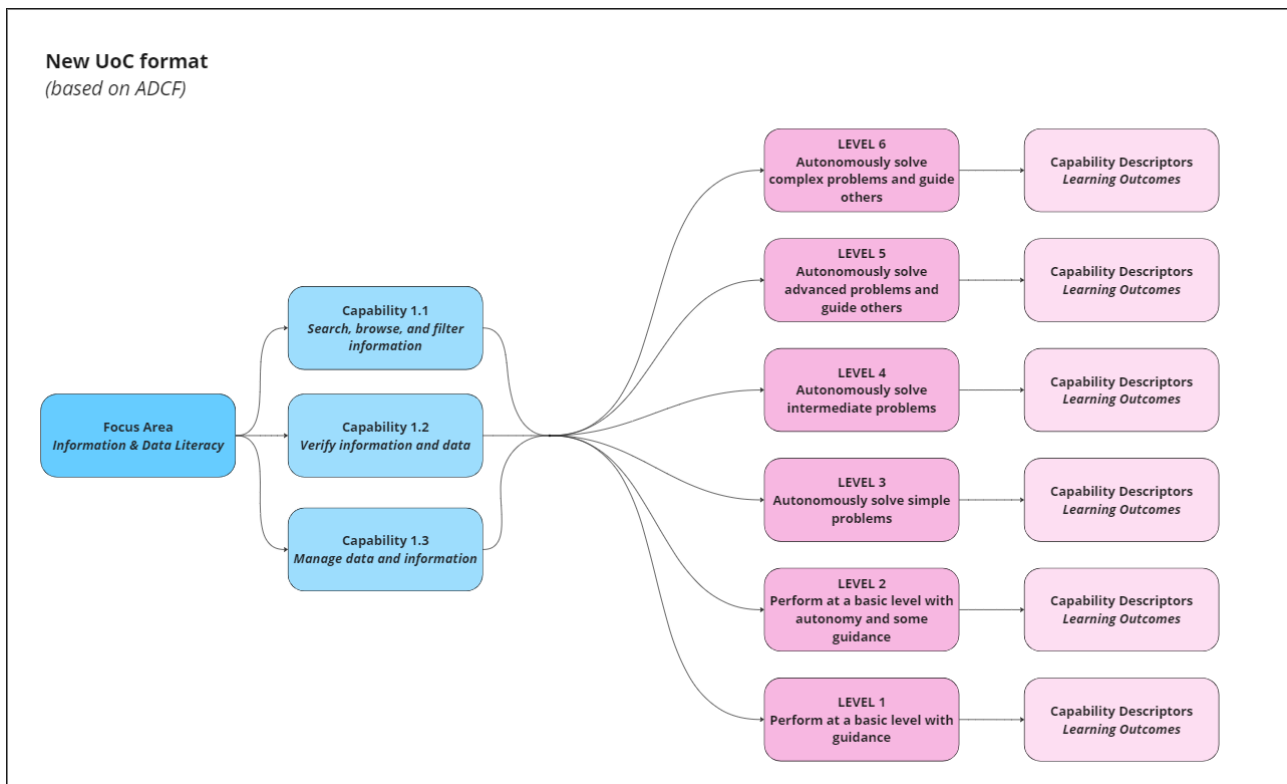 New UoC format
(based on ADCF)
Focus Area
Information & Data Literacy
Capability 1.1
Search, browse, and filter
information
Capability 1.2
Verify information and data
Capability 1.3
Manage data and information
LEVEL 6
Autonomously solve
complex problems and guide
others
Capability Descriptors
Learning Outcomes
LEVEL 5
Autonomously solve
advanced problems and
guide others
Capability Descriptors
Learning Outcomes
LEVEL 4
Autonomously solve
intermediate problems
Capability Descriptors
Learning Outcomes
LEVEL 3
Autonomously solve simple
problems
Capability Descriptors
Learning Outcomes
LEVEL 2
Perform at a basic level with
autonomy and some
guidance
Capability Descriptors
Learning Outcomes
LEVEL 1
Perform at a basic level with
guidance
Capability Descriptors
Learning Outcomes